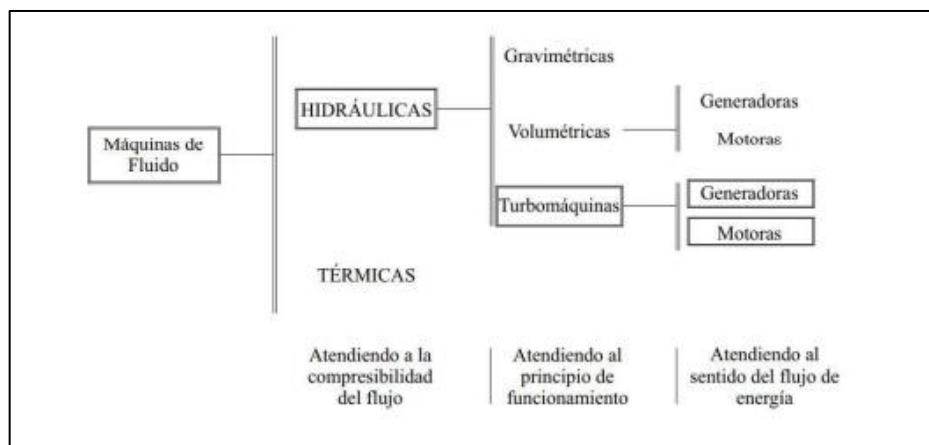 Máquinas de
Fluido
HIDRÁULICAS
TÉRMICAS
Gravimétricas
Volumétricas
Turbomáquinas
Generadoras
Motoras
Generadoras
Motoras
Atendiendo a la
compresibilidad
del flujo
Atendiendo al
principio de
funcionamiento
Atendiendo al
sentido del flujo de
energía